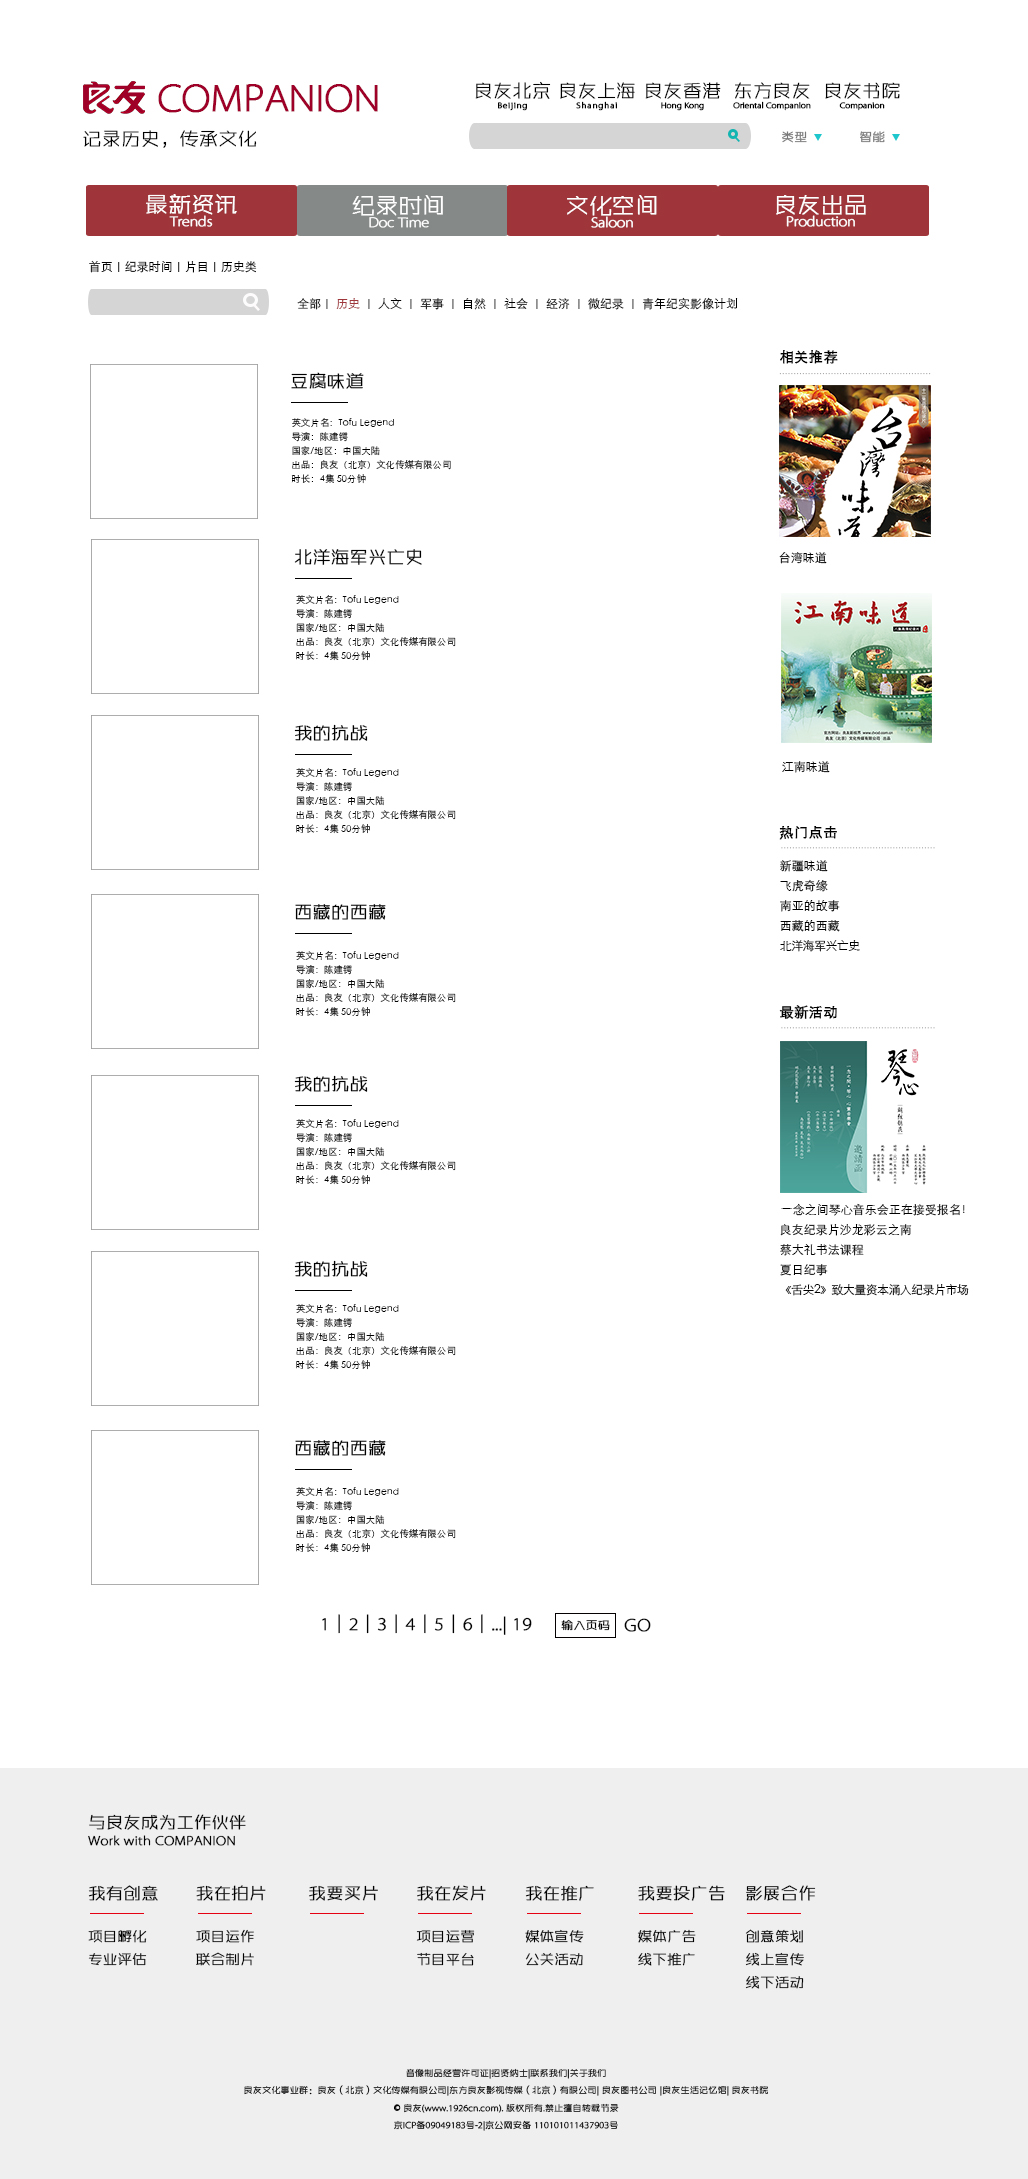 良友 COMPANION
记录历史，传承文化
良友北京 良友上海 良友香港 东方良友 良友书院
Beijing Shanghai Hong Kong Oriental Companion Companion
类型 智能
最新资讯 纪录时间 文化空间 良友出品
Trends Doc Time Saloon Production
首页 | 纪录时间 | 片目 | 历史类
全部 | 历史 | 人文 | 军事 | 自然 | 社会 | 经济 | 微纪录 | 青年纪实影像计划
豆腐味道
英文片名：Tofu Legend
导演：陈建锷
国家/地区：中国大陆
出品：良友（北京）文化传媒有限公司
时长：4集 50分钟
北洋海军兴亡史
英文片名：Tofu Legend
导演：陈建锷
国家/地区：中国大陆
出品：良友（北京）文化传媒有限公司
时长：4集 50分钟
我的抗战
英文片名：Tofu Legend
导演：陈建锷
国家/地区：中国大陆
出品：良友（北京）文化传媒有限公司
时长：4集 50分钟
西藏的西藏
英文片名：Tofu Legend
导演：陈建锷
国家/地区：中国大陆
出品：良友（北京）文化传媒有限公司
时长：4集 50分钟
我的抗战
英文片名：Tofu Legend
导演：陈建锷
国家/地区：中国大陆
出品：良友（北京）文化传媒有限公司
时长：4集 50分钟
我的抗战
英文片名：Tofu Legend
导演：陈建锷
国家/地区：中国大陆
出品：良友（北京）文化传媒有限公司
时长：4集 50分钟
西藏的西藏
英文片名：Tofu Legend
导演：陈建锷
国家/地区：中国大陆
出品：良友（北京）文化传媒有限公司
时长：4集 50分钟
相关推荐
台湾味道
台湾味道
江南味道
良友（北京）文化传媒有限公司 出品
江南味道
热门点击
新疆味道
飞虎奇缘
南亚的故事
西藏的西藏
北洋海军兴亡史
最新活动
琴心
邀请函
一念之间琴心音乐会正在接受报名！
良友纪录片沙龙彩云之南
蔡大礼书法课程
夏日纪事
《舌尖2》致大量资本涌入纪录片市场
1 | 2 | 3 | 4 | 5 | 6 | ...| 19 输入页码 GO
与良友成为工作伙伴
Work with COMPANION
我有创意 我在拍片 我要买片 我在发片 我在推广 我要投广告 影展合作
项目孵化 项目运作 项目运营 媒体宣传 媒体广告 创意策划
专业评估 联合制片 节目平台 公关活动 线下推广 线上宣传
线下活动
音像制品经营许可证|招贤纳士|联系我们|关于我们
良友文化事业群：良友（北京）文化传媒有限公司|东方良友影视传媒（北京）有限公司| 良友图书公司 |良友生活记忆馆| 良友书院
© 良友(www.1926cn.com). 版权所有.禁止擅自转载节录
京ICP备09049183号-2|京公网安备 110101011437903号